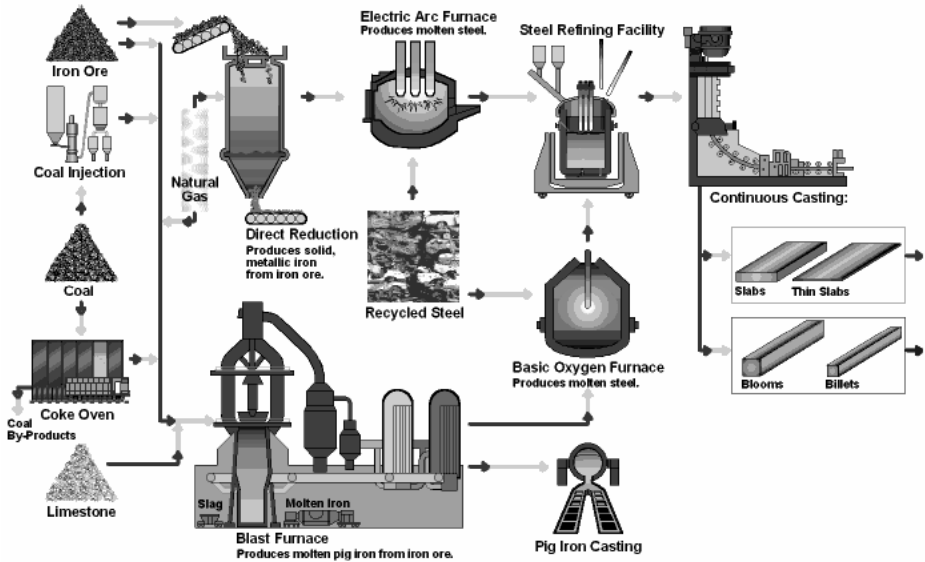 Iron Ore
Coal Injection
Coal
Coke Oven
Coal
By-Products
Limestone
Natural
Gas
Direct Reduction
Produces solid,
metallic iron
from iron ore.
Electric Arc Furnace
Produces molten steel.
Recycled Steel
Steel Refining Facility
Basic Oxygen Furnace
Produces molten steel.
Continuous Casting:
Slabs
Thin Slabs
Blooms
Billets
Slag
Molten Iron
Blast Furnace
Produces molten pig iron from iron ore.
Pig Iron Casting